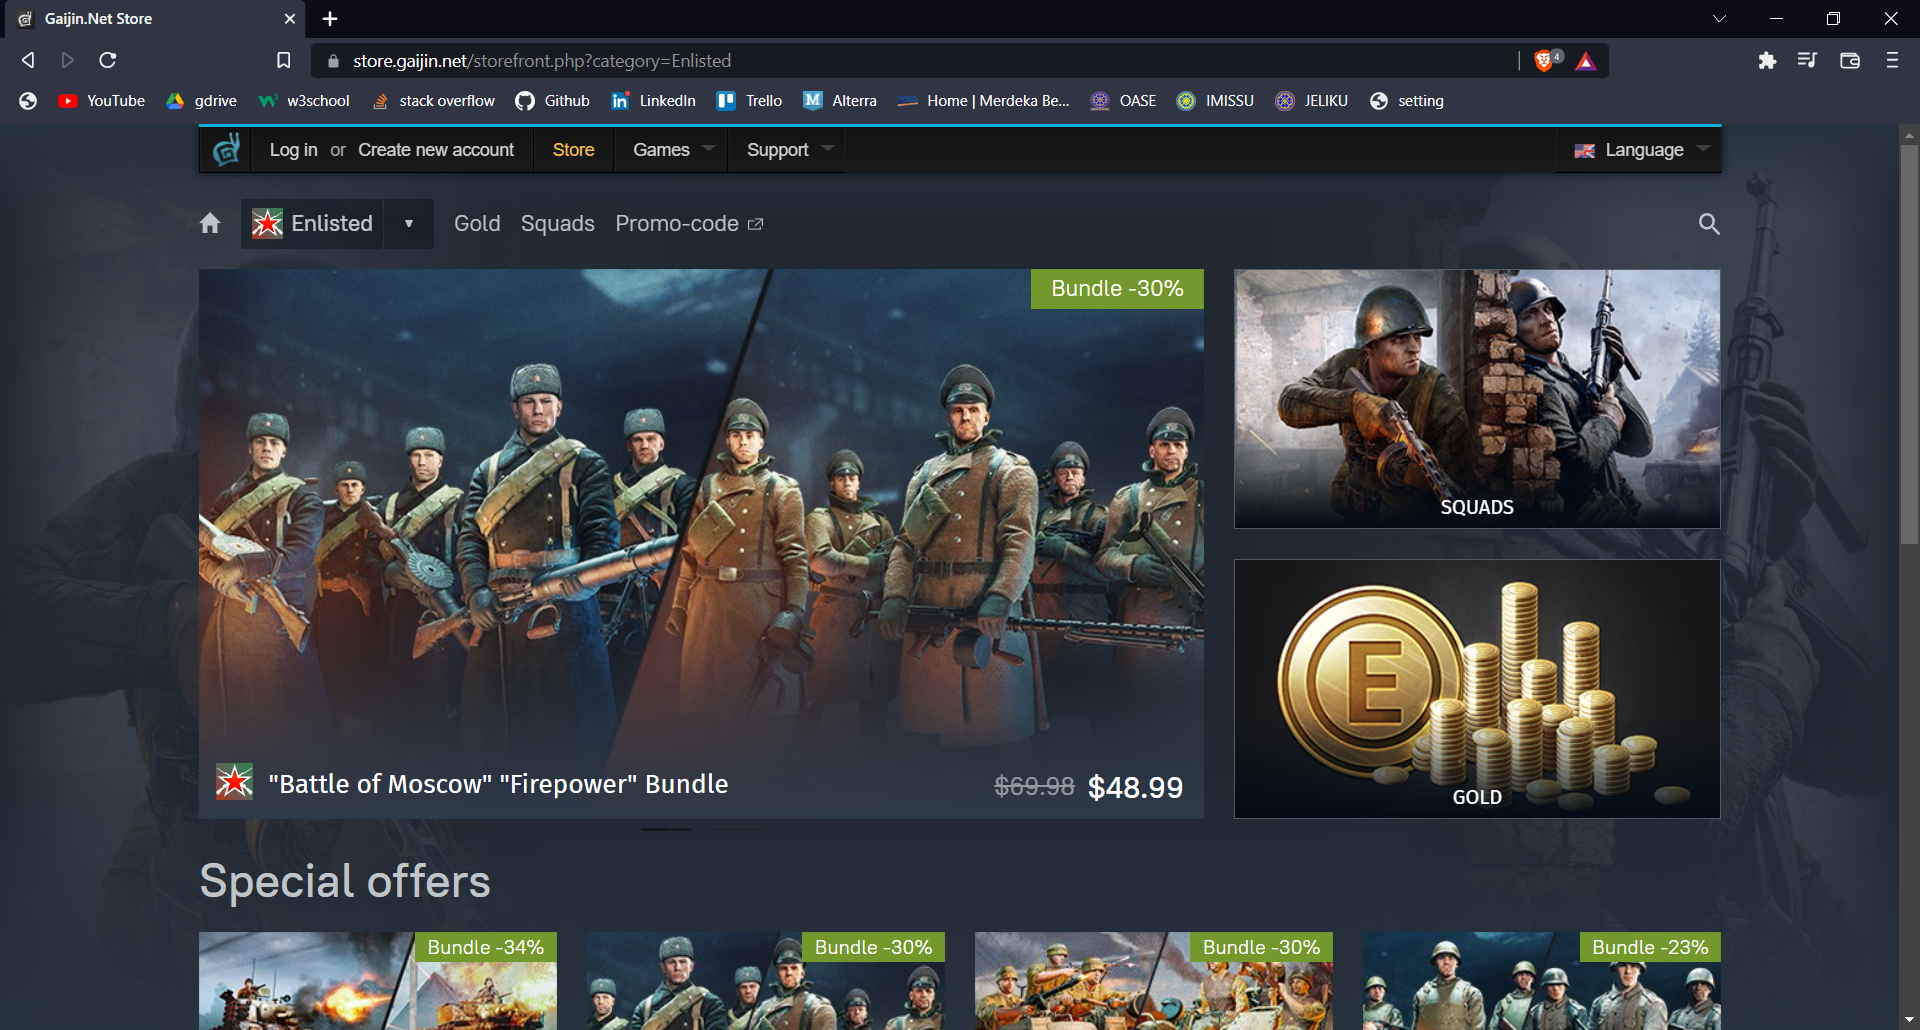 Gaijin.Net Store
store.gaijin.net/storefront.php?category=Enlisted
4
YouTube gdrive w3school stack overflow Github LinkedIn Trello Alterra Home | Merdeka Be... OASE IMISSU JELIKU setting
Log in or Create new account Store Games Support Language
Enlisted Gold Squads Promo-code
Bundle -30%
SQUADS
"Battle of Moscow" "Firepower" Bundle $69.98 $48.99
E
GOLD
Special offers
Bundle -34% Bundle -30% Bundle -30% Bundle -23%